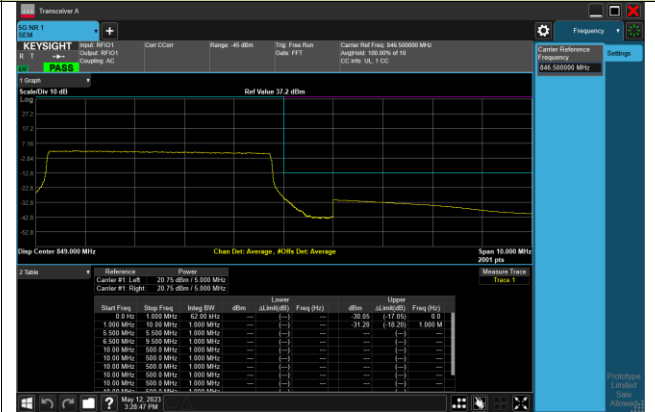 Transceiver A
5G NR 1
SEM
Frequency
KEYSIGHT
R T
PASS
Input: RFIO1
Output: RFIO1
Coupling: AC
Corr CCorr
Range: -45 dBm
Trig: Free Run
Gate: FFT
Carrier Ref Freq: 846.500000 MHz
Avg|Hold: 100.00% of 10
CC Info: UL, 1 CC
Carrier Reference
Frequency
846.500000 MHz
Settings
1 Graph
Scale/Div 10 dB
Ref Value 37.2 dBm
Log
27.2
17.2
7.16
-2.84
-12.8
-22.8
-32.8
-42.8
-52.8
Disp Center 849.000 MHz
Chan Det: Average , #Offs Det: Average
Span 10.000 MHz
2001 pts
2 Table
Reference Power
Carrier #1: Left 20.75 dBm / 5.000 MHz
Carrier #1: Right 20.75 dBm / 5.000 MHz
Measure Trace
Trace 1
Lower Upper
Start Freq Stop Freq Integ BW dBm ΔLimit(dB) Freq (Hz) dBm ΔLimit(dB) Freq (Hz)
0.0 Hz 1.000 MHz 62.00 kHz --- (---) --- -30.05 (-17.05) 0.0
1.000 MHz 10.00 MHz 1.000 MHz --- (---) --- -31.20 (-18.20) 1.000 M
5.500 MHz 5.500 MHz 1.000 MHz --- (---) --- --- (---) ---
6.500 MHz 9.500 MHz 1.000 MHz --- (---) --- --- (---) ---
10.00 MHz 500.0 MHz 1.000 MHz --- (---) --- --- (---) ---
10.00 MHz 500.0 MHz 1.000 MHz --- (---) --- --- (---) ---
10.00 MHz 500.0 MHz 1.000 MHz --- (---) --- --- (---) ---
10.00 MHz 500.0 MHz 1.000 MHz --- (---) --- --- (---) ---
10.00 MHz 500.0 MHz 1.000 MHz --- (---) --- --- (---) ---
May 12, 2023
3:28:47 PM
Prototype
Limited
Sale
Allowed